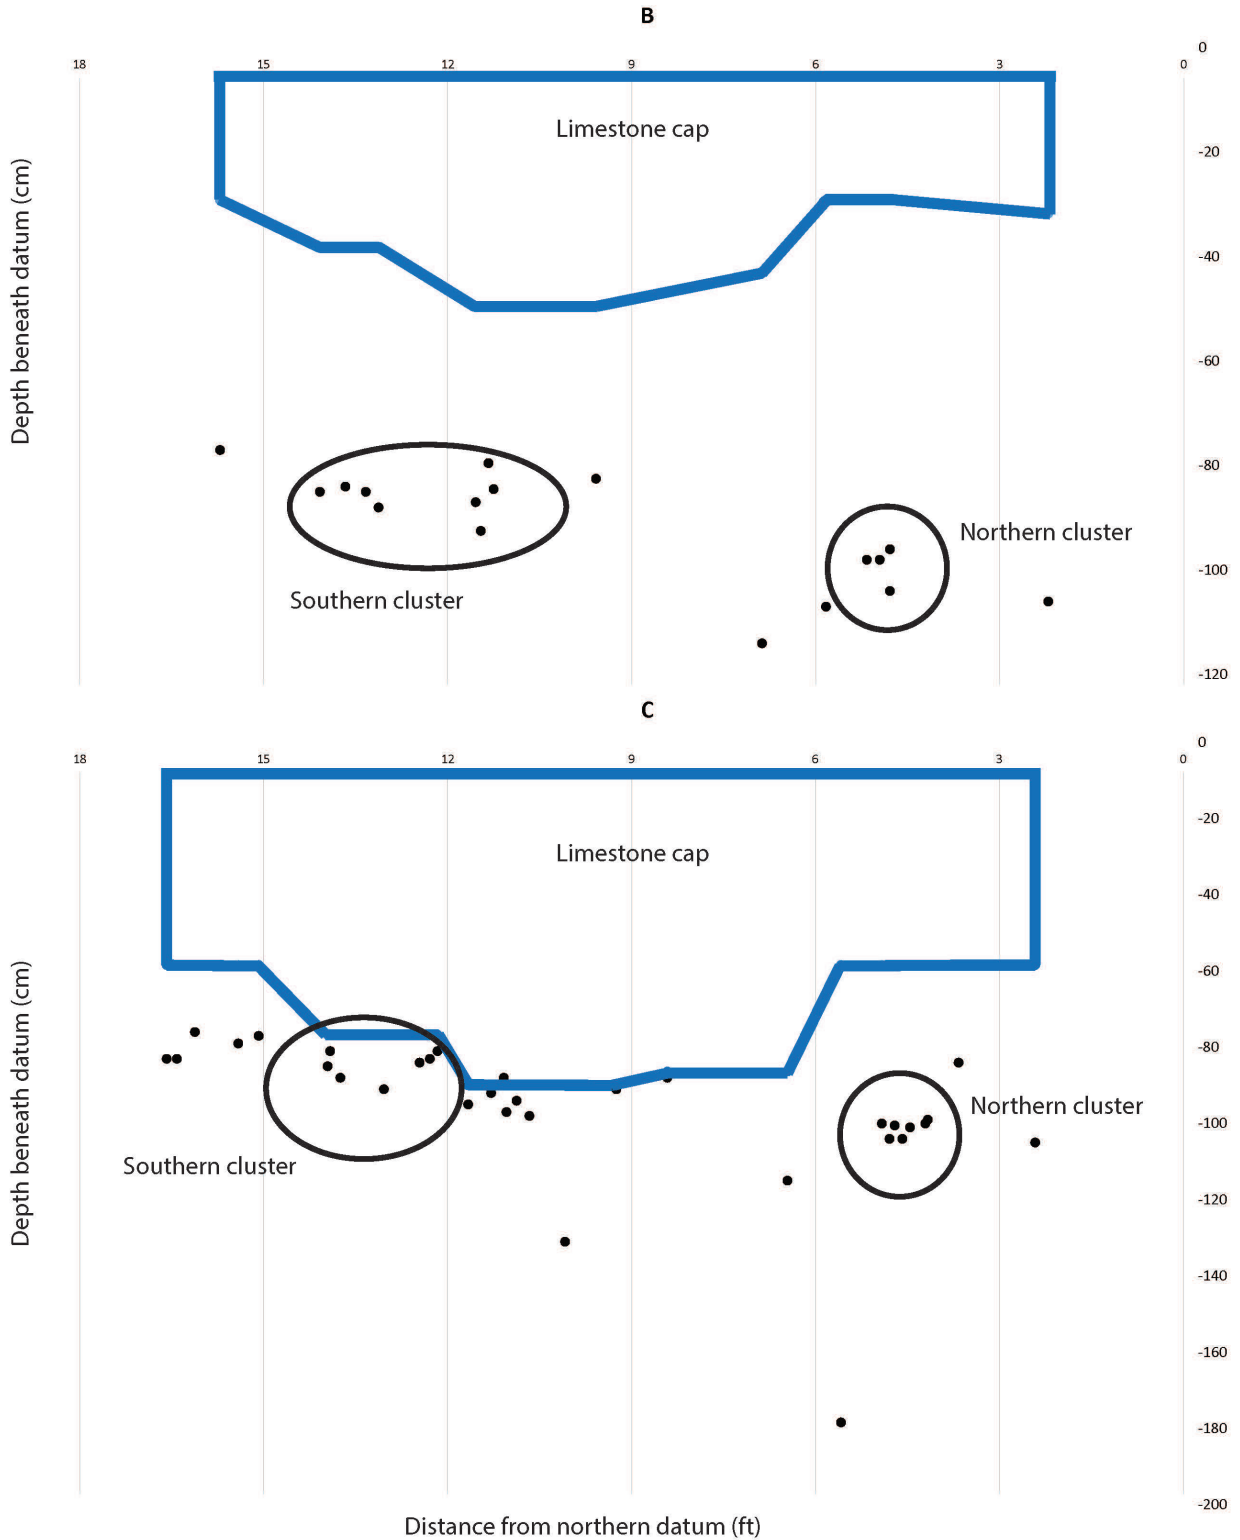 B
0
18 15 12 9 6 3 0
Limestone cap
-20
Depth beneath datum (cm)
-40
-60
-80
Northern cluster
-100
Southern cluster
-120
C
0
18 15 12 9 6 3 0
-20
Limestone cap
-40
-60
Depth beneath datum (cm)
-80
Northern cluster
-100
Southern cluster
-120
-140
-160
-180
-200
Distance from northern datum (ft)